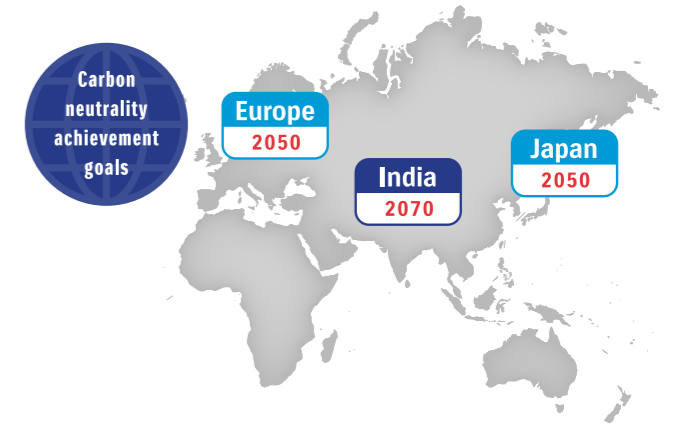 Carbon
neutrality
achievement
goals
Europe
2050
India
2070
Japan
2050